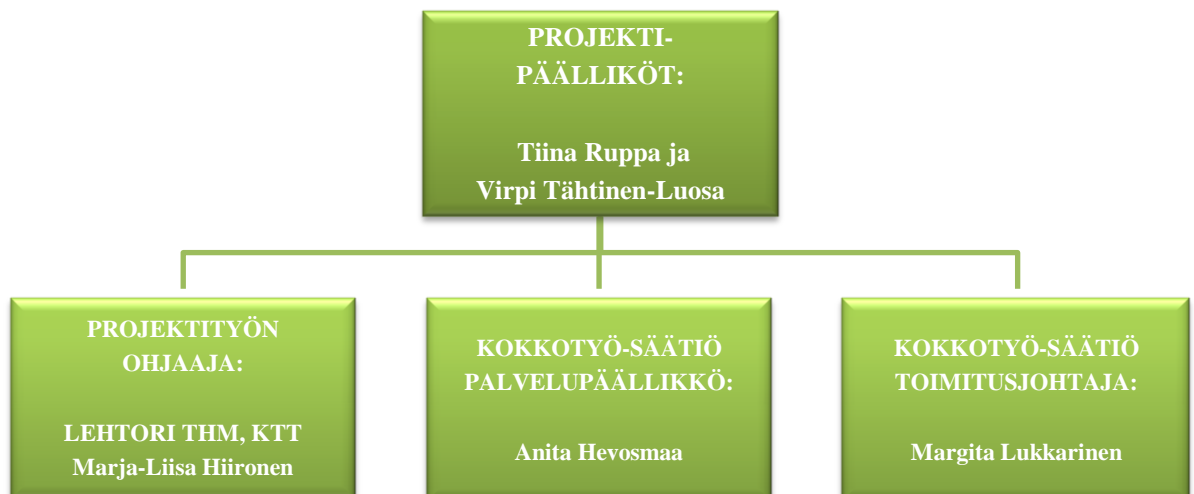 PROJEKTI-
PÄÄLLIKÖT:
Tiina Ruppa ja
Virpi Tähtinen-Luosa
PROJEKTITYÖN
OHJAAJA:
LEHTORI THM, KTT
Marja-Liisa Hiironen
KOKKOTYÖ-SÄÄTIÖ
PALVELUPÄÄLLIKKÖ:
Anita Hevosmaa
KOKKOTYÖ-SÄÄTIÖ
TOIMITUSJOHTAJA:
Margita Lukkarinen